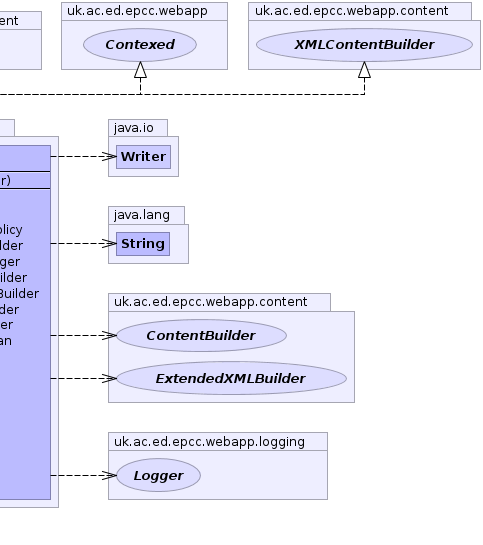 uk.ac.ed.epcc.webapp
uk.ac.ed.epcc.webapp.content
ent
Contexed
XMLContentBuilder
java.io
Writer
r)
java.lang
olicy
String
lder
ger
uilder
Builder
uk.ac.ed.epcc.webapp.content
der
er
ContentBuilder
an
ExtendedXMLBuilder
uk.ac.ed.epcc.webapp.logging
Logger